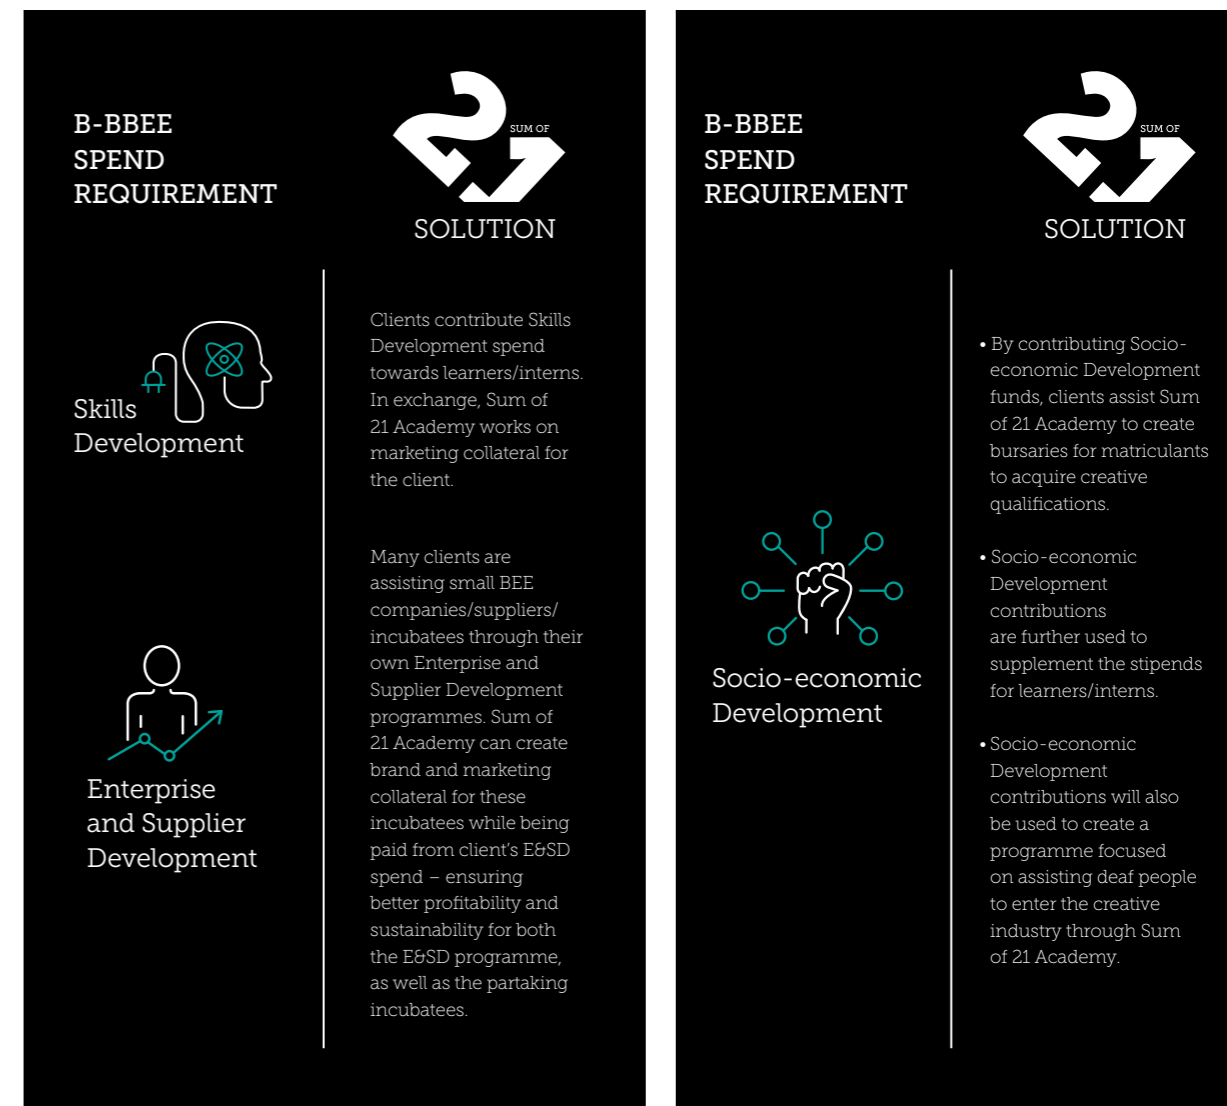 B-BBEE
SPEND
REQUIREMENT
21
SUM OF
SOLUTION
Skills
Development
Clients contribute Skills
Development spend
towards learners/interns.
In exchange, Sum of
21 Academy works on
marketing collateral for
the client.
Enterprise
and Supplier
Development
Many clients are
assisting small BEE
companies/suppliers/
incubatees through their
own Enterprise and
Supplier Development
programmes. Sum of
21 Academy can create
brand and marketing
collateral for these
incubatees while being
paid from client's E&SD
spend – ensuring
better profitability and
sustainability for both
the E&SD programme,
as well as the partaking
incubatees.
B-BBEE
SPEND
REQUIREMENT
21
SUM OF
SOLUTION
Socio-economic
Development
• By contributing Socio-
economic Development
funds, clients assist Sum
of 21 Academy to create
bursaries for matriculants
to acquire creative
qualifications.
• Socio-economic
Development
contributions
are further used to
supplement the stipends
for learners/interns.
• Socio-economic
Development
contributions will also
be used to create a
programme focused
on assisting deaf people
to enter the creative
industry through Sum
of 21 Academy.